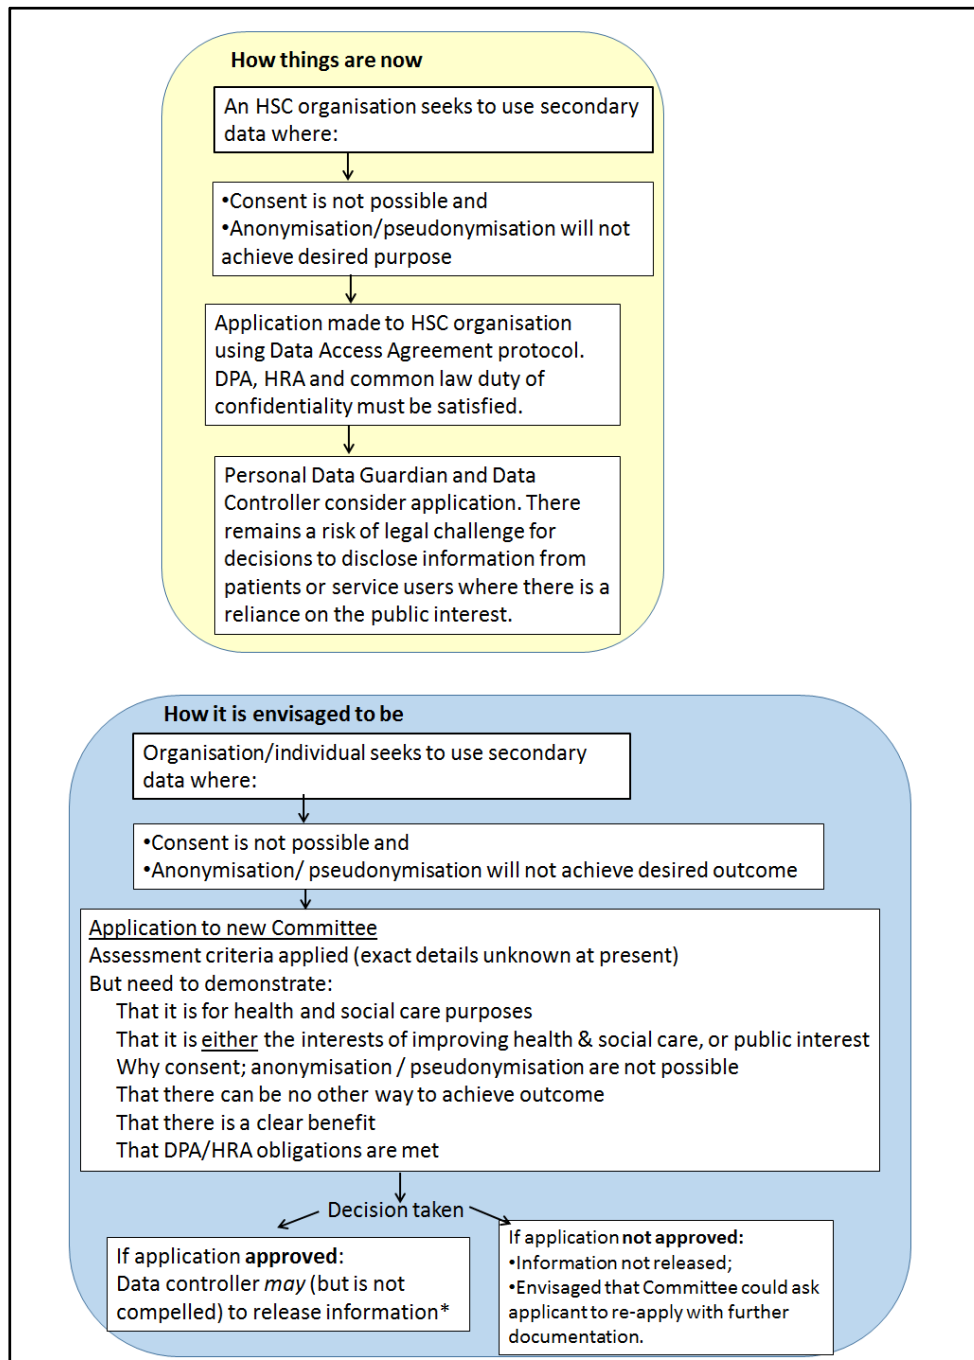 How things are now
An HSC organisation seeks to use secondary
data where:
•Consent is not possible and
•Anonymisation/pseudonymisation will not
achieve desired purpose
Application made to HSC organisation
using Data Access Agreement protocol.
DPA, HRA and common law duty of
confidentiality must be satisfied.
Personal Data Guardian and Data
Controller consider application. There
remains a risk of legal challenge for
decisions to disclose information from
patients or service users where there is a
reliance on the public interest.
How it is envisaged to be
Organisation/individual seeks to use secondary
data where:
•Consent is not possible and
•Anonymisation/ pseudonymisation will not achieve desired outcome
Application to new Committee
Assessment criteria applied (exact details unknown at present)
But need to demonstrate:
That it is for health and social care purposes
That it is either the interests of improving health & social care, or public interest
Why consent; anonymisation / pseudonymisation are not possible
That there can be no other way to achieve outcome
That there is a clear benefit
That DPA/HRA obligations are met
Decision taken
If application approved:
Data controller may (but is not
compelled) to release information*
If application not approved:
•Information not released;
•Envisaged that Committee could ask
applicant to re-apply with further
documentation.